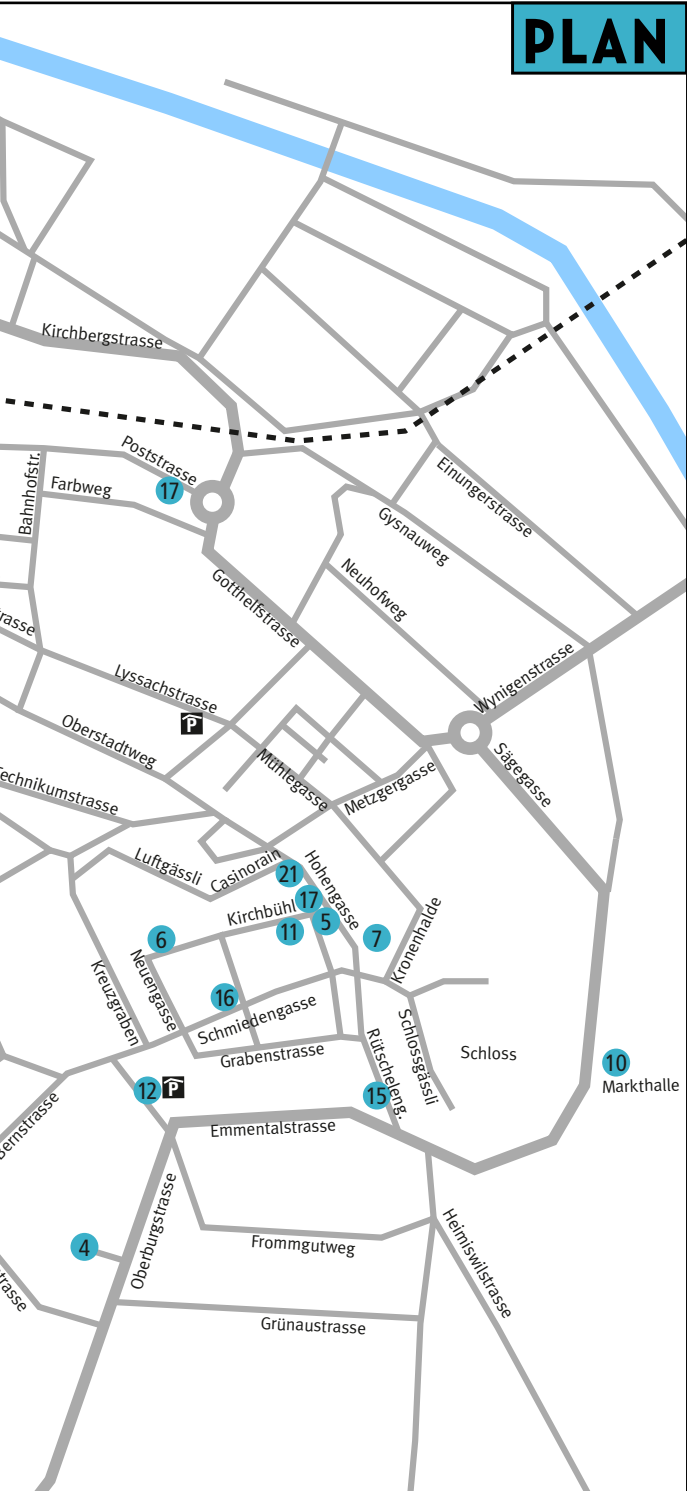 PLAN
Kirchbergstrasse
Poststrasse
17
Bahnhofstr.
Farbweg
Einungerstrasse
Gysnauweg
Neuhofweg
Gotthelfstrasse
rasse
Wynigenstrasse
Lyssachstrasse
P
Oberstadtweg
Sägegasse
Mühlegasse
Metzgergasse
echnikumstrasse
Luftgässli
Casinorain
Hohengasse
21
17
Kirchbühl
5
11
7
6
Kronenhalde
Neuengasse
Kreuzgraben
16
Schmiedengasse
Schlossgässli
Grabenstrasse
Rütscheleng.
Schloss
10
Markthalle
12
P
15
Bernstrasse
Emmentalstrasse
Oberburgstrasse
4
Frommgutweg
Heimiswilstrasse
trasse
Grünaustrasse